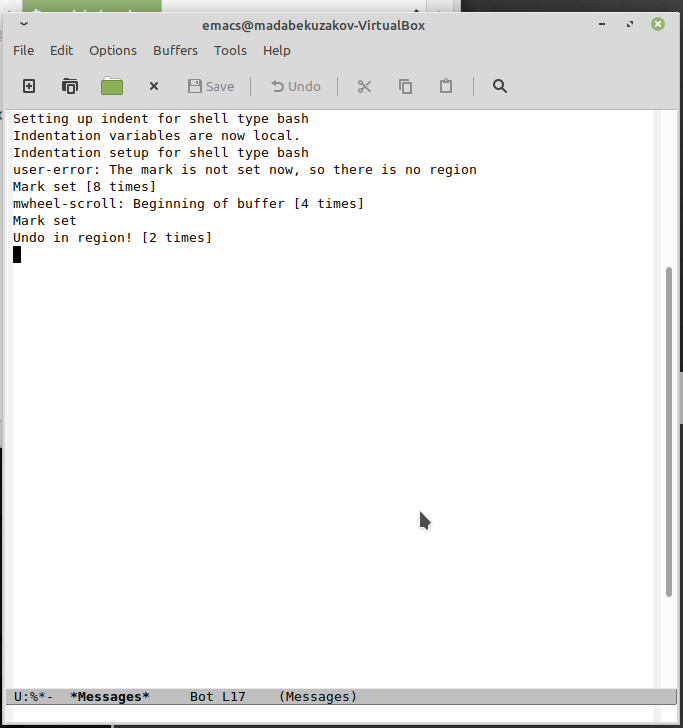 emacs@madabekuzakov-VirtualBox
File Edit Options Buffers Tools Help
Save Undo
Setting up indent for shell type bash
Indentation variables are now local.
Indentation setup for shell type bash
user-error: The mark is not set now, so there is no region
Mark set [8 times]
mwheel-scroll: Beginning of buffer [4 times]
Mark set
Undo in region! [2 times]
U:%*-  *Messages*     Bot L17    (Messages)